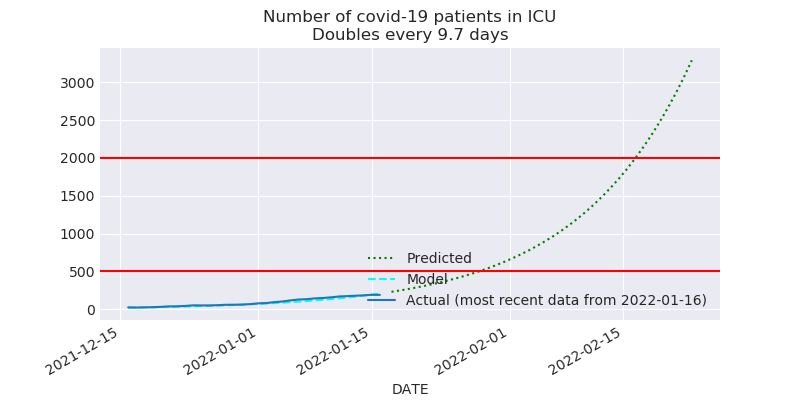 Number of covid-19 patients in ICU
Doubles every 9.7 days
3000
2500
2000
1500
1000
500
0
Predicted
Model
Actual (most recent data from 2022-01-16)
2021-12-15
2022-01-01
2022-01-15
2022-02-01
2022-02-15
DATE